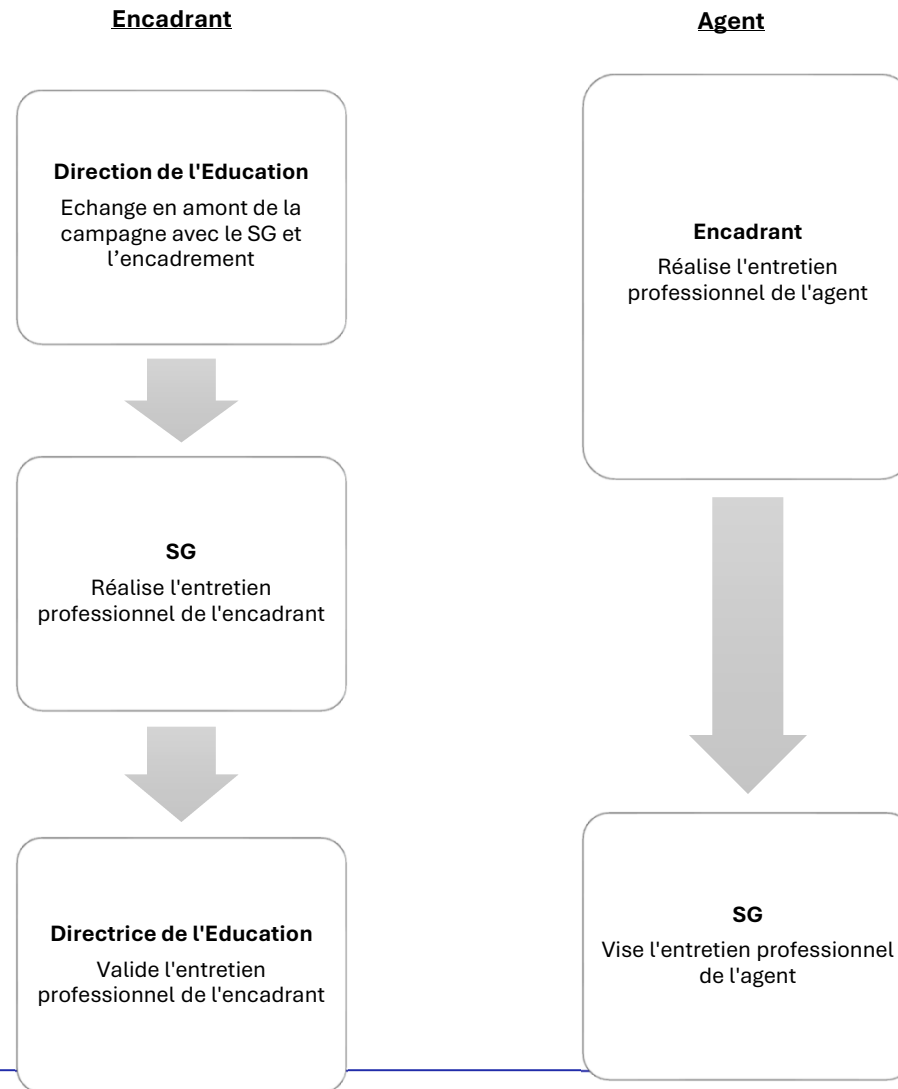 Encadrant
Direction de l'Education
Echange en amont de la
campagne avec le SG et
l’encadrement
SG
Réalise l'entretien
professionnel de l'encadrant
Directrice de l'Education
Valide l'entretien
professionnel de l'encadrant
Agent
Encadrant
Réalise l'entretien
professionnel de l'agent
SG
Vise l'entretien professionnel
de l'agent